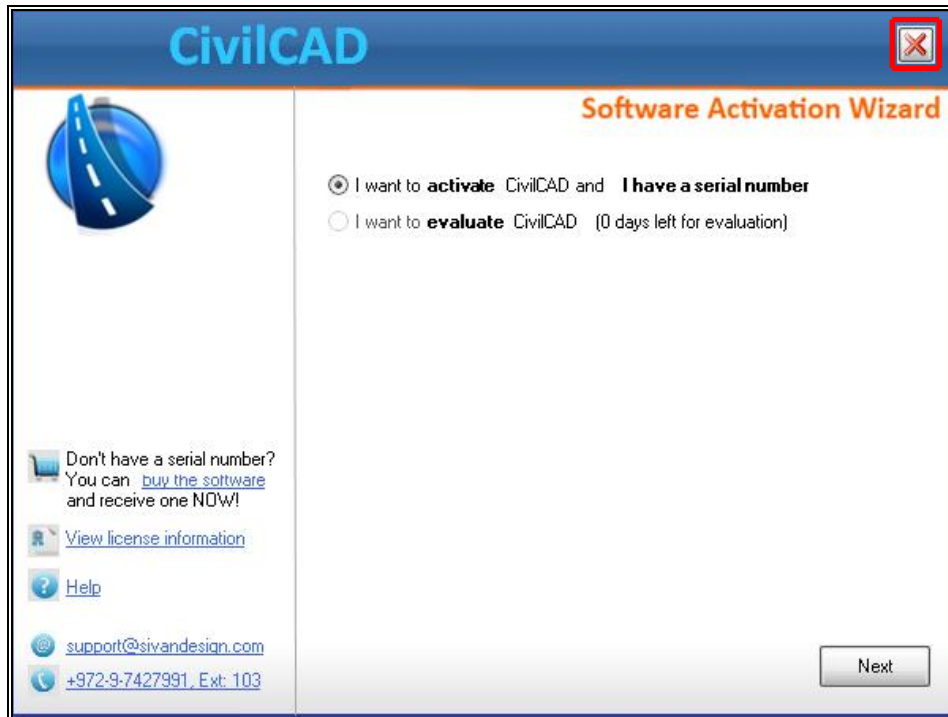 CivilCAD
Software Activation Wizard
I want to activate CivilCAD and I have a serial number
I want to evaluate CivilCAD (0 days left for evaluation)
Don't have a serial number?
You can buy the software
and receive one NOW!
View license information
Help
support@sivandesign.com
+972-9-7427991, Ext: 103
Next